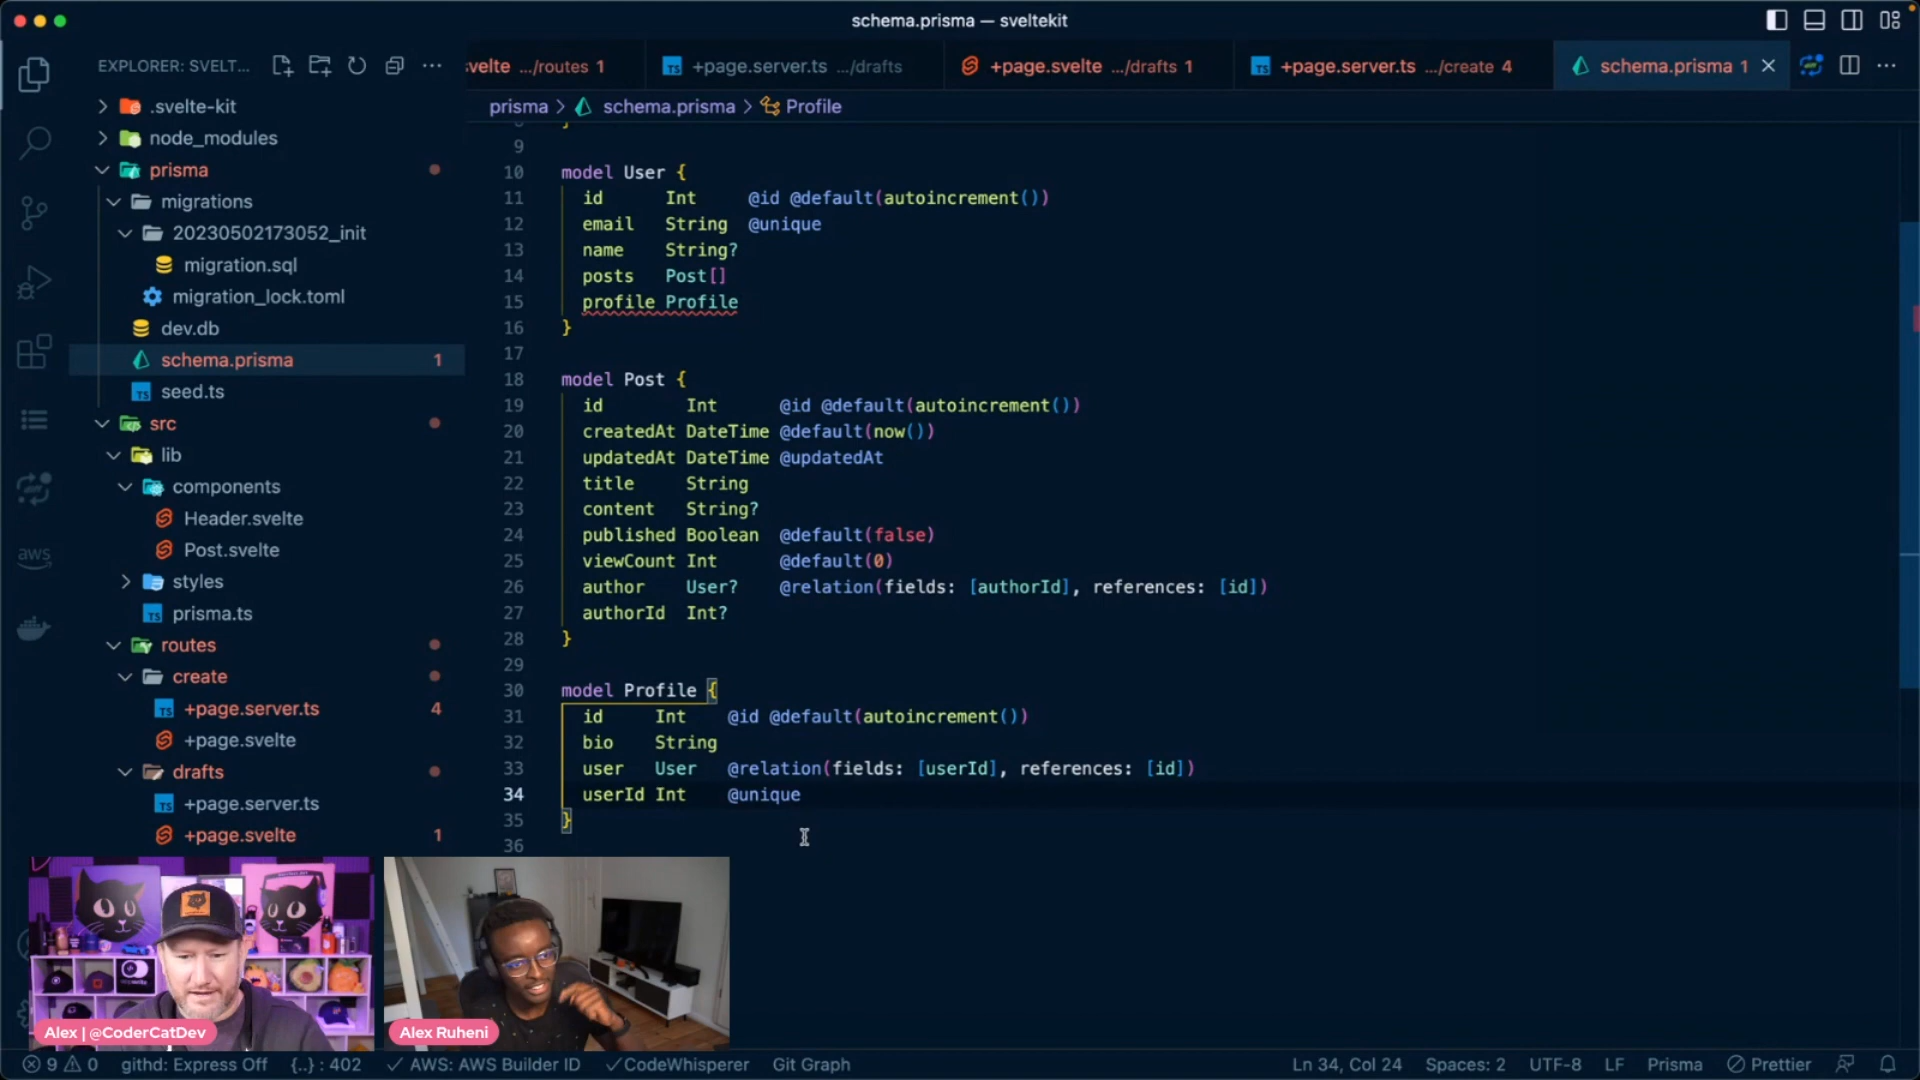 schema.prisma — sveltekit
EXPLORER: SVELT...
svelte .../routes 1
+page.server.ts .../drafts
+page.svelte .../drafts 1
+page.server.ts .../create 4
schema.prisma 1
prisma > schema.prisma > Profile
.svelte-kit
node_modules
prisma
migrations
20230502173052_init
migration.sql
migration_lock.toml
dev.db
schema.prisma 1
seed.ts
src
lib
components
Header.svelte
Post.svelte
styles
prisma.ts
routes
create
+page.server.ts 4
+page.svelte
drafts
+page.server.ts
+page.svelte 1
aws
9
10 model User {
11 id Int @id @default(autoincrement())
12 email String @unique
13 name String?
14 posts Post[]
15 profile Profile
16 }
17
18 model Post {
19 id Int @id @default(autoincrement())
20 createdAt DateTime @default(now())
21 updatedAt DateTime @updatedAt
22 title String
23 content String?
24 published Boolean @default(false)
25 viewCount Int @default(0)
26 author User? @relation(fields: [authorId], references: [id])
27 authorId Int?
28 }
29
30 model Profile {
31 id Int @id @default(autoincrement())
32 bio String
33 user User @relation(fields: [userId], references: [id])
34 userId Int @unique
35 }
36
Alex | @CoderCatDev
Alex Ruheni
9 0 githd: Express Off {..} : 402 AWS: AWS Builder ID CodeWhisperer Git Graph Ln 34, Col 24 Spaces: 2 UTF-8 LF Prisma Prettier